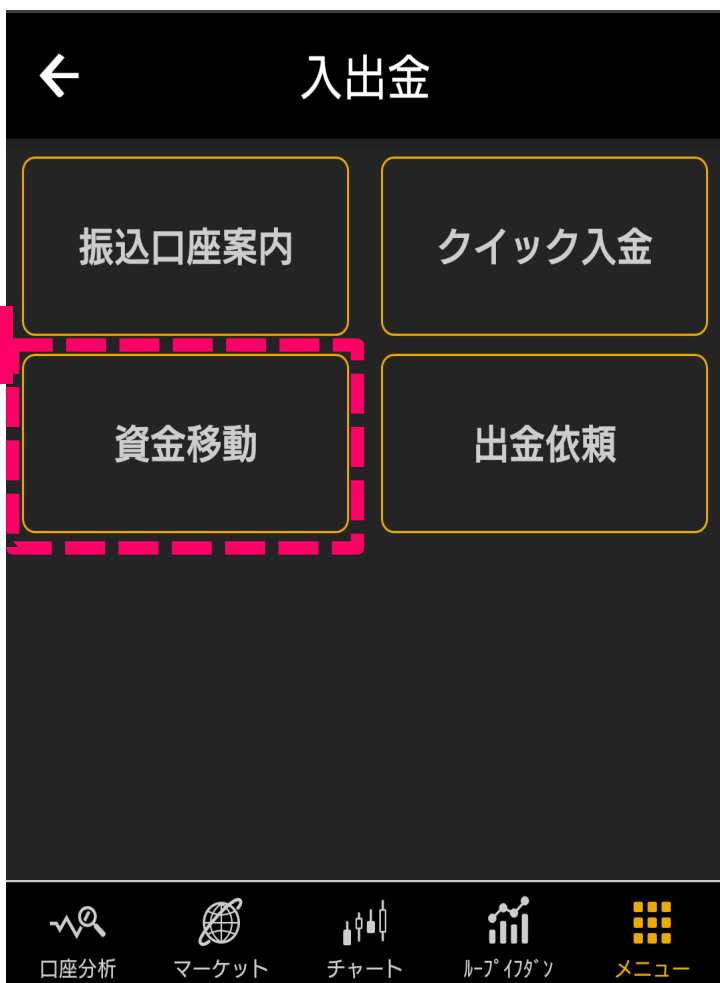 入出金
振込口座案内
クイック入金
資金移動
出金依頼
口座分析
マーケット
チャート
ﾙｰﾌﾟｲﾌﾀﾞﾝ
メニュー